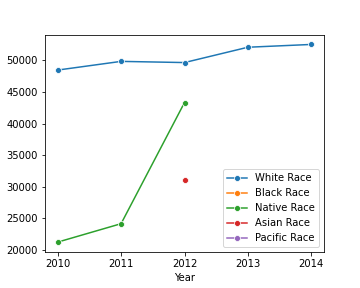 50000
45000
40000
35000
30000
25000
20000
2010 2011 2012 2013 2014
Year
White Race
Black Race
Native Race
Asian Race
Pacific Race